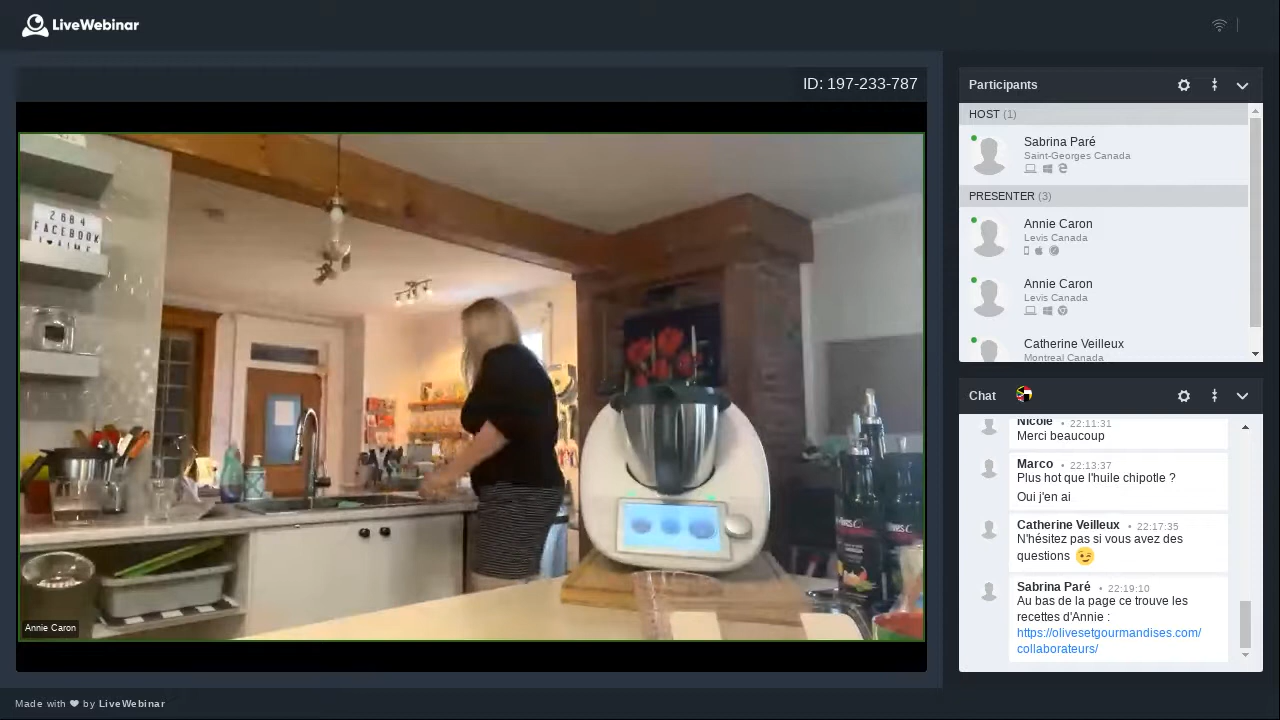 LiveWebinar
ID: 197-233-787
2684
FACEBOOK
J ♥ AIME
Annie Caron
Participants
HOST (1)
Sabrina Paré
Saint-Georges Canada
PRESENTER (3)
Annie Caron
Levis Canada
Annie Caron
Levis Canada
Catherine Veilleux
Montreal Canada
Chat
Nicole • 22:11:31
Merci beaucoup
Marco • 22:13:37
Plus hot que l'huile chipotle ?
Oui j'en ai
Catherine Veilleux • 22:17:35
N'hésitez pas si vous avez des
questions 😉
Sabrina Paré • 22:19:10
Au bas de la page ce trouve les
recettes d'Annie :
https://olivesetgourmandises.com/
collaborateurs/
Made with ♥ by LiveWebinar